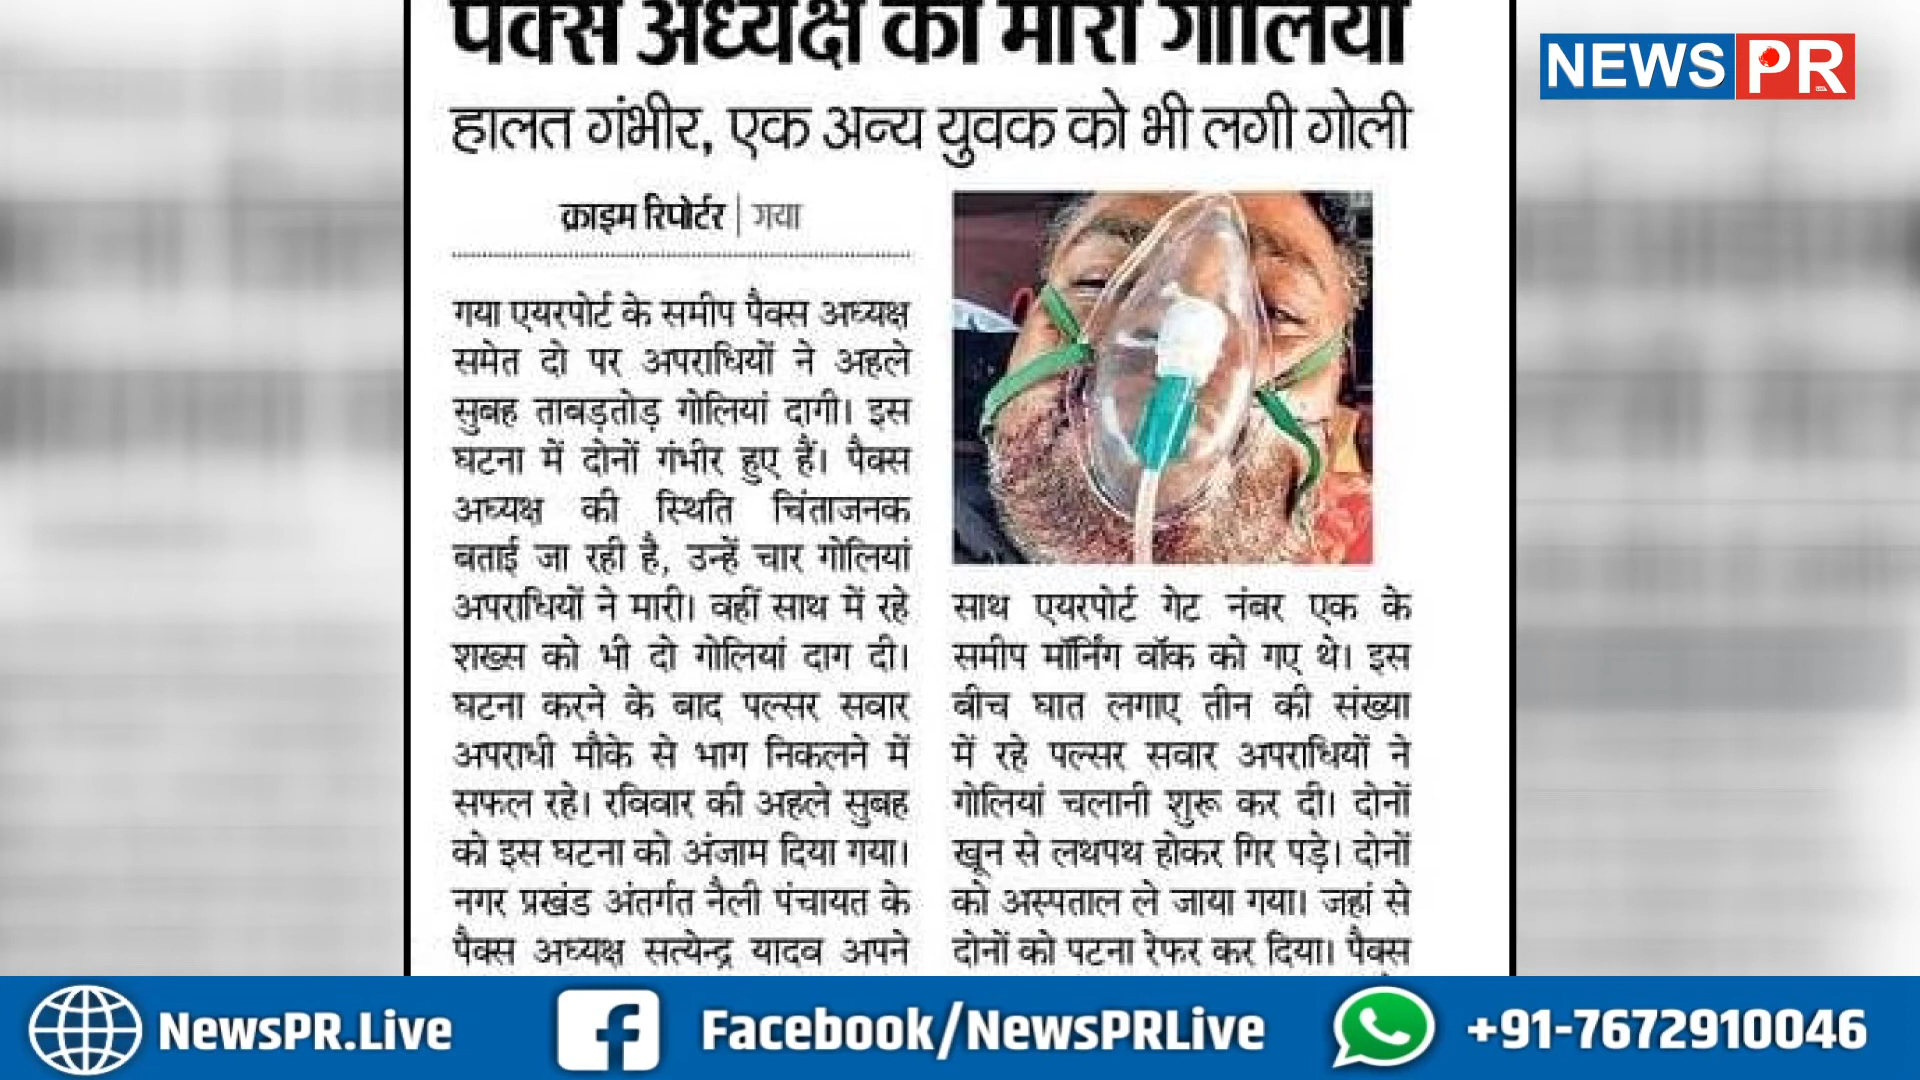 पैक्स अध्यक्ष को मारी गोलियां
NEWS PR
हालत गंभीर, एक अन्य युवक को भी लगी गोली
क्राइम रिपोर्टर | गया
गया एयरपोर्ट के समीप पैक्स अध्यक्ष
समेत दो पर अपराधियों ने अहले
सुबह ताबड़तोड़ गोलियां दागी। इस
घटना में दोनों गंभीर हुए हैं। पैक्स
अध्यक्ष की स्थिति चिंताजनक
बताई जा रही है, उन्हें चार गोलियां
अपराधियों ने मारी। वहीं साथ में रहे
शख्स को भी दो गोलियां दाग दी।
घटना करने के बाद पल्सर सवार
अपराधी मौके से भाग निकलने में
सफल रहे। रविवार की अहले सुबह
को इस घटना को अंजाम दिया गया।
नगर प्रखंड अंतर्गत नैली पंचायत के
पैक्स अध्यक्ष सत्येन्द्र यादव अपने
साथ एयरपोर्ट गेट नंबर एक के
समीप मॉर्निंग वॉक को गए थे। इस
बीच घात लगाए तीन की संख्या
में रहे पल्सर सवार अपराधियों ने
गोलियां चलानी शुरू कर दी। दोनों
खून से लथपथ होकर गिर पड़े। दोनों
को अस्पताल ले जाया गया। जहां से
दोनों को पटना रेफर कर दिया। पैक्स
NewsPR.Live
Facebook/NewsPRLive
+91-7672910046